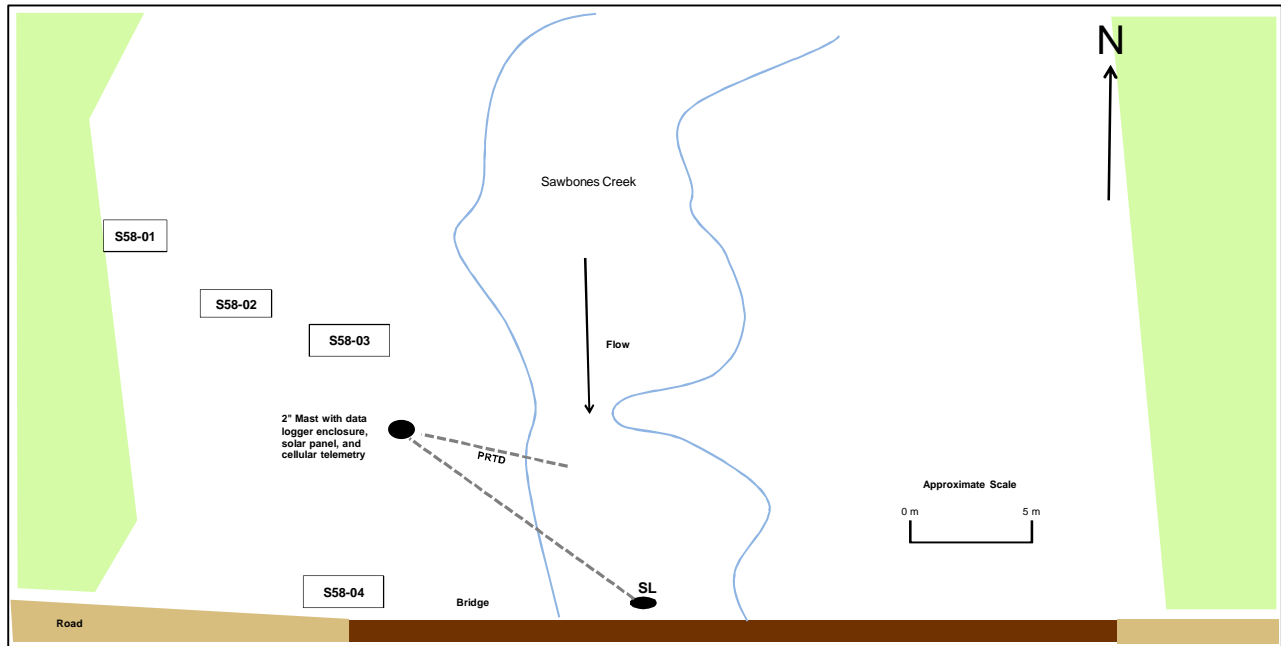 N
Sawbones Creek
S58-01
S58-02
S58-03
Flow
2" Mast with data
logger enclosure,
solar panel, and
cellular telemetry
PRTD
Approximate Scale
0 m
5 m
S58-04
SL
Bridge
Road